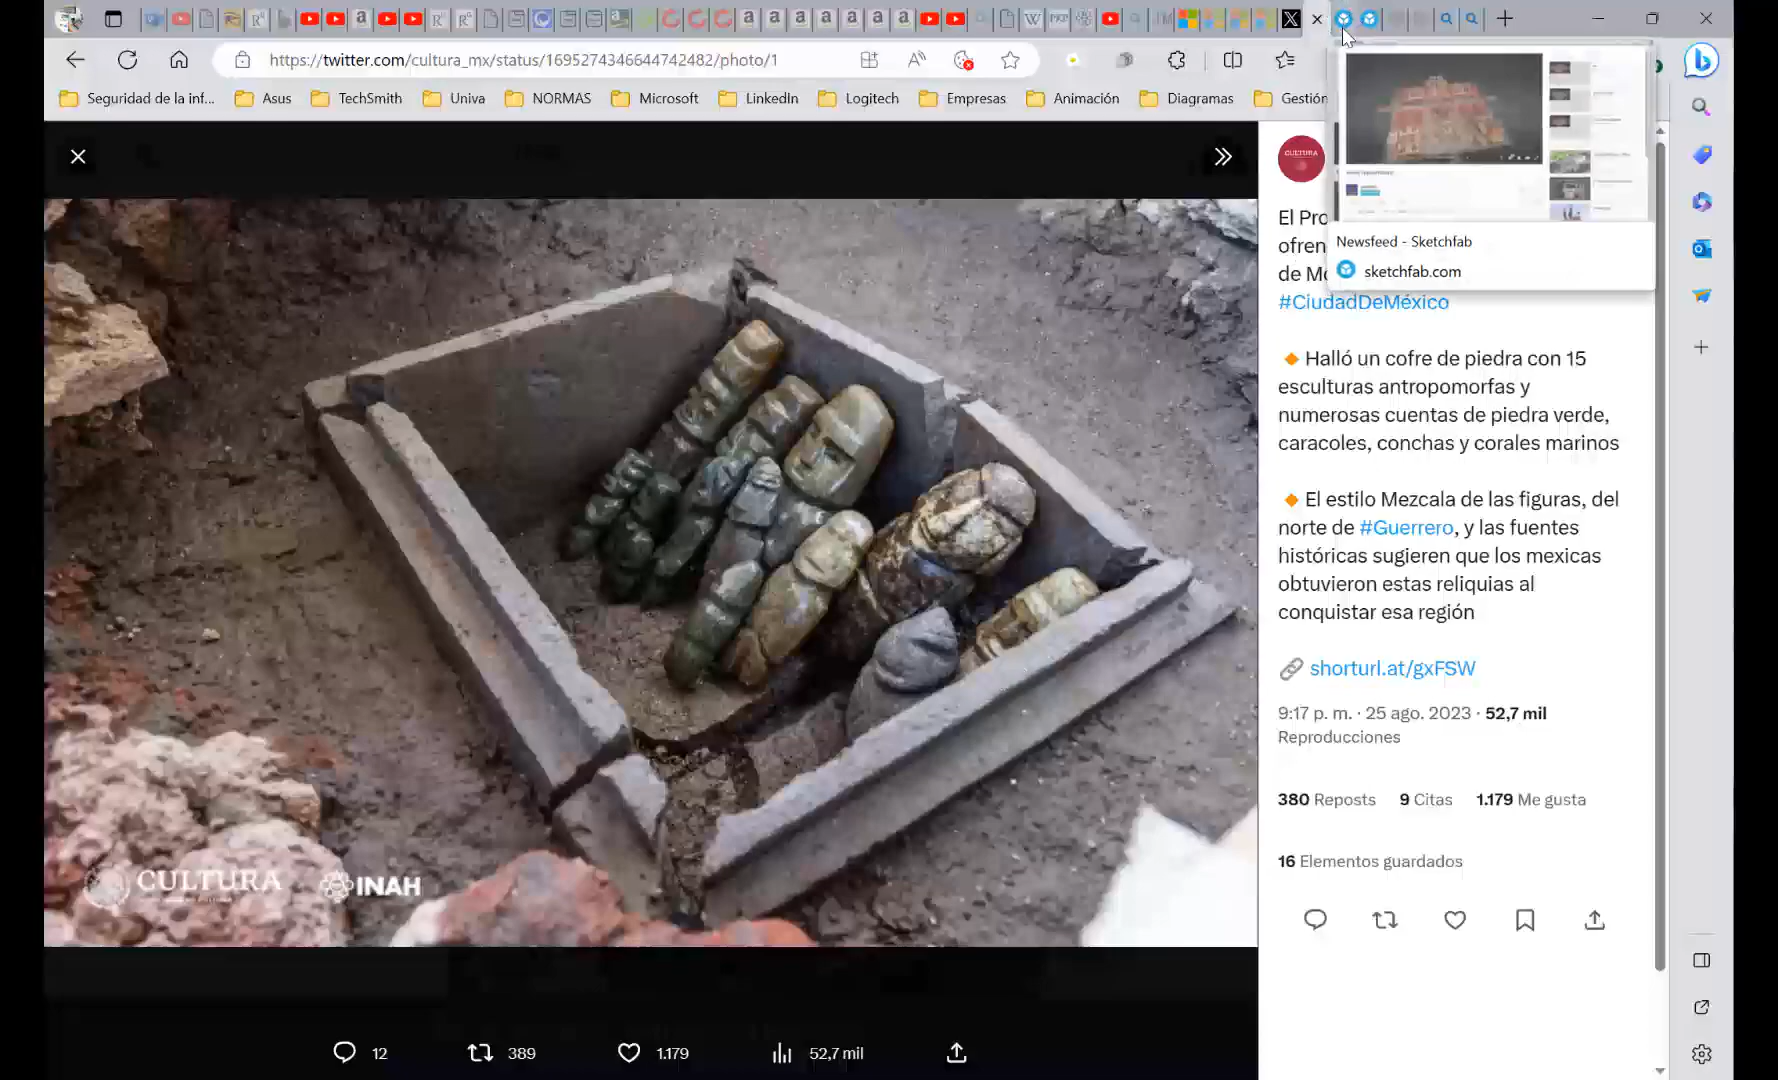 https://twitter.com/cultura_mx/status/1695274346644742482/photo/1
Seguridad de la inf...
Asus
TechSmith
Univa
NORMAS
Microsoft
LinkedIn
Logitech
Empresas
Animación
Diagramas
Gestión
Newsfeed - Sketchfab
sketchfab.com
CULTURA
El Pro
ofren
de M
#CiudadDeMéxico
Halló un cofre de piedra con 15
esculturas antropomorfas y
numerosas cuentas de piedra verde,
caracoles, conchas y corales marinos
El estilo Mezcala de las figuras, del
norte de #Guerrero, y las fuentes
históricas sugieren que los mexicas
obtuvieron estas reliquias al
conquistar esa región
shorturl.at/gxFSW
9:17 p. m. · 25 ago. 2023 · 52,7 mil
Reproducciones
380 Reposts 9 Citas 1.179 Me gusta
16 Elementos guardados
CULTURA
INAH
12
389
1.179
52,7 mil